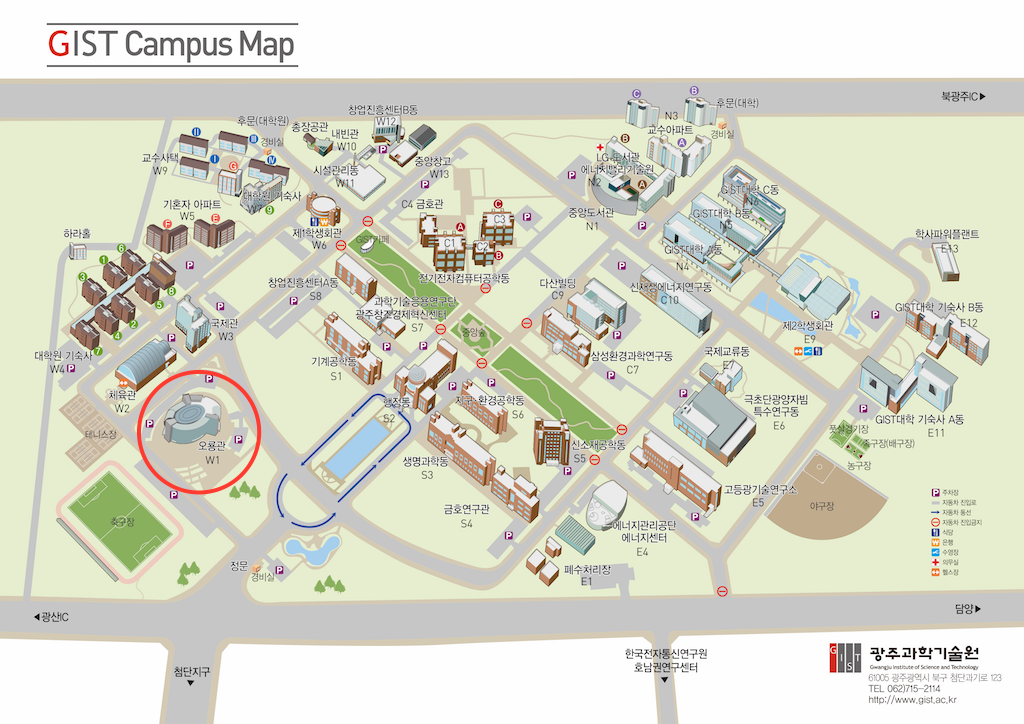 GIST Campus Map
북광주IC▶
창업진흥센터B동
W12
후문(대학원)
경비실
충장공관
내빈관
W10
중앙창고
W13
시설관리동
W11
교수사택
W9
대학원 기숙사
W7
기혼자 아파트
W5
제1학생회관
W6
하라홀
대학원 기숙사
W4
국제관
W3
체육관
W2
테니스장
오룡관
W1
축구장
정문
경비실
C B
N3
교수아파트
A
후문(대학)
경비실
LG도서관
에너지밸리기술원
N2
중앙도서관
N1
GIST대학 C동
N6
GIST대학 B동
N5
GIST대학 A동
N4
학사파워플랜트
E13
C4 금호관
C1
C2
C3
전기전자컴퓨터공학동
GIST카페
창업진흥센터A동
S8
과학기술응용연구단
광주창조경제혁신센터
S7
기계공학동
S1
중앙숲
다산빌딩
C9
신재생에너지연구동
C10
삼성환경과학연구동
C7
제2학생회관
E9
GIST대학 기숙사 B동
E12
GIST대학 기숙사 A동
E11
국제교류동
E7
극초단광양자빔
특수연구동
E6
풋살경기장
족구장(배구장)
농구장
야구장
행정동
S2
지구·환경공학동
S6
신소재공학동
S5
생명과학동
S3
금호연구관
S4
고등광기술연구소
E5
에너지관리공단
에너지센터
E4
폐수처리장
E1
P 주차장
자동차 진입로
자동차 동선
자동차 진입금지
식당
은행
수영장
의무실
헬스장
◀광산IC
담양▶
첨단지구
▼
한국전자통신연구원
호남권연구센터
▼
GIST 광주과학기술원
Gwangju Institute of Science and Technology
61005 광주광역시 북구 첨단과기로 123
TEL 062)715-2114
http://www.gist.ac.kr